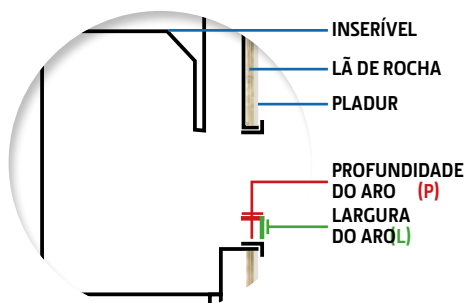 INSERÍVEL
LÃ DE ROCHA
PLADUR
PROFUNDIDADE
DO ARO (P)
LARGURA
DO ARO(L)